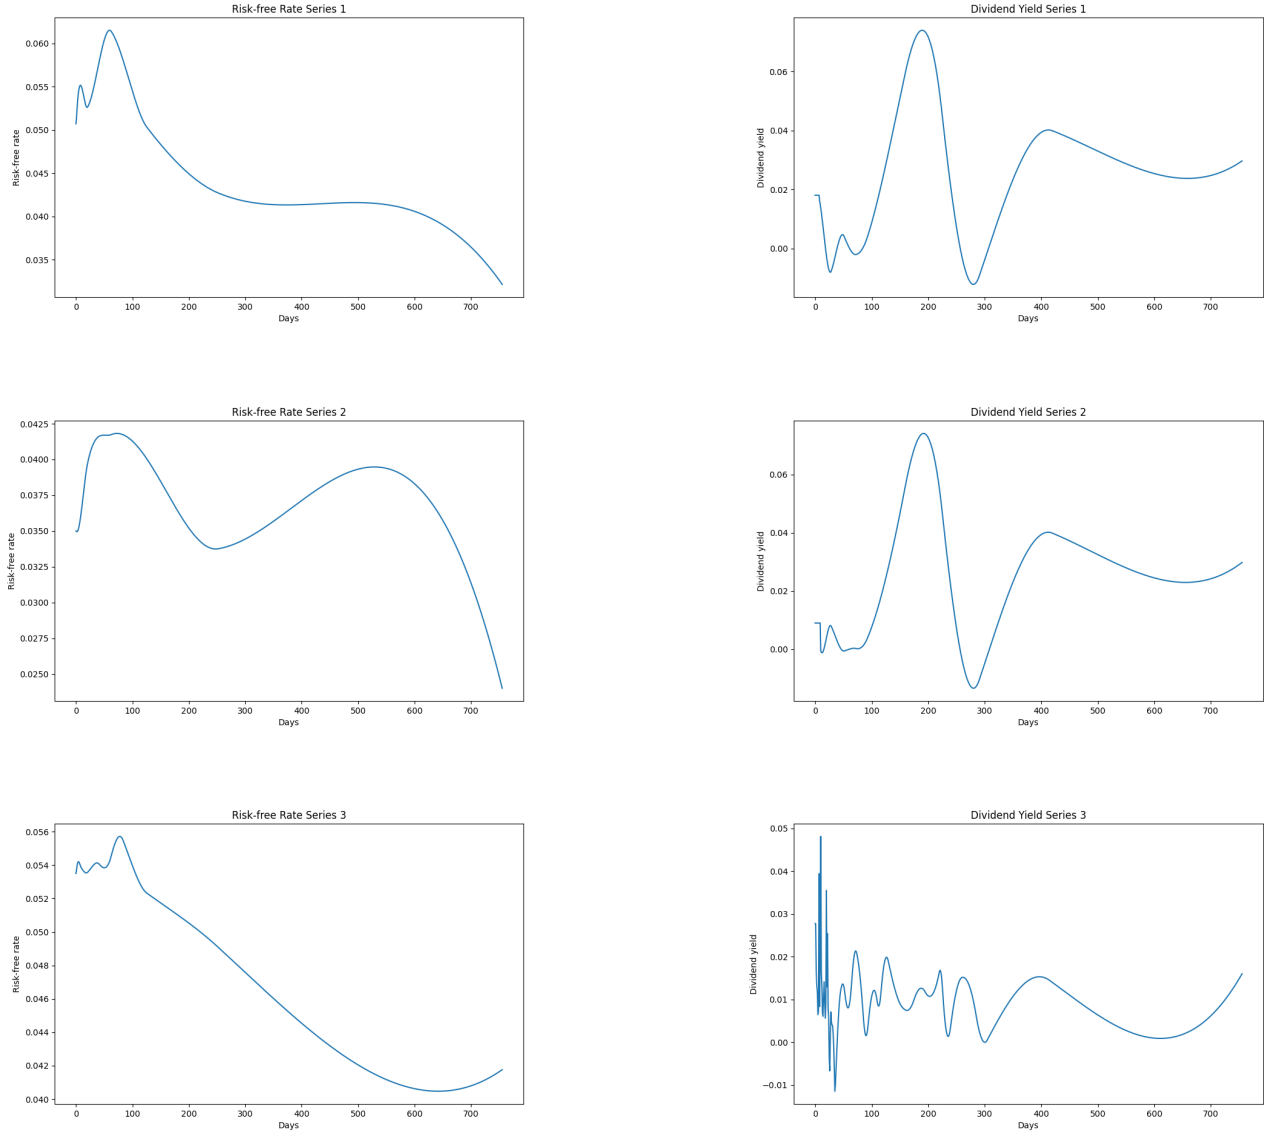 Risk-free Rate Series 1
Risk-free rate
0.060
0.055
0.050
0.045
0.040
0.035
0 100 200 300 400 500 600 700
Days
Dividend Yield Series 1
Dividend yield
0.06
0.04
0.02
0.00
0 100 200 300 400 500 600 700
Days
Risk-free Rate Series 2
Risk-free rate
0.0425
0.0400
0.0375
0.0350
0.0325
0.0300
0.0275
0.0250
0 100 200 300 400 500 600 700
Days
Dividend Yield Series 2
Dividend yield
0.06
0.04
0.02
0.00
0 100 200 300 400 500 600 700
Days
Risk-free Rate Series 3
Risk-free rate
0.056
0.054
0.052
0.050
0.048
0.046
0.044
0.042
0.040
0 100 200 300 400 500 600 700
Days
Dividend Yield Series 3
Dividend yield
0.05
0.04
0.03
0.02
0.01
0.00
−0.01
0 100 200 300 400 500 600 700
Days